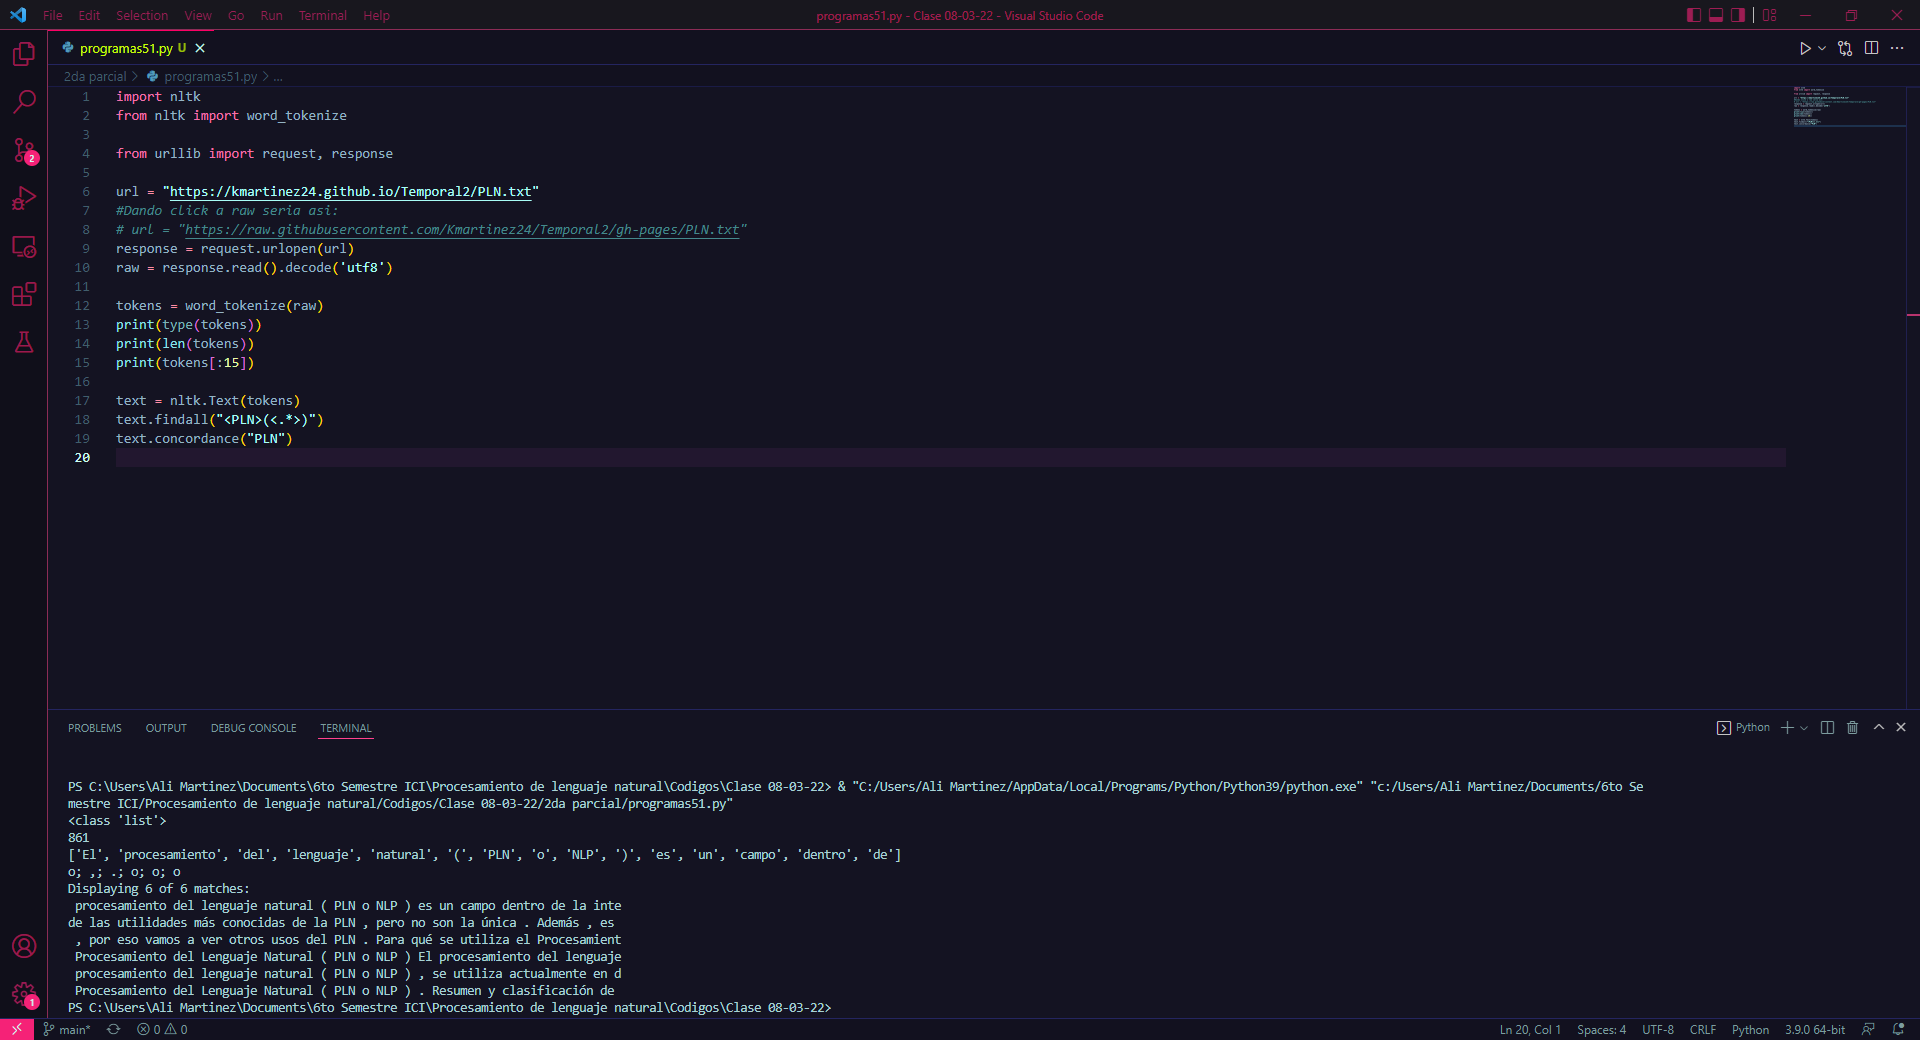 File Edit Selection View Go Run Terminal Help
programas51.py - Clase 08-03-22 - Visual Studio Code
programas51.py U
2da parcial > programas51.py > ...
1 import nltk
2 from nltk import word_tokenize
3
4 from urllib import request, response
5
6 url = "https://kmartinez24.github.io/Temporal2/PLN.txt"
7 #Dando click a raw seria asi:
8 # url = "https://raw.githubusercontent.com/Kmartinez24/Temporal2/gh-pages/PLN.txt"
9 response = request.urlopen(url)
10 raw = response.read().decode('utf8')
11
12 tokens = word_tokenize(raw)
13 print(type(tokens))
14 print(len(tokens))
15 print(tokens[:15])
16
17 text = nltk.Text(tokens)
18 text.findall("<PLN>(<.*>)")
19 text.concordance("PLN")
20
2
PROBLEMS OUTPUT DEBUG CONSOLE TERMINAL
Python
PS C:\Users\Ali Martinez\Documents\6to Semestre ICI\Procesamiento de lenguaje natural\Codigos\Clase 08-03-22> & "C:/Users/Ali Martinez/AppData/Local/Programs/Python/Python39/python.exe" "c:/Users/Ali Martinez/Documents/6to Se
mestre ICI/Procesamiento de lenguaje natural/Codigos/Clase 08-03-22/2da parcial/programas51.py"
<class 'list'>
861
['El', 'procesamiento', 'del', 'lenguaje', 'natural', '(', 'PLN', 'o', 'NLP', ')', 'es', 'un', 'campo', 'dentro', 'de']
o; ,; .; o; o; o
Displaying 6 of 6 matches:
procesamiento del lenguaje natural ( PLN o NLP ) es un campo dentro de la inte
de las utilidades más conocidas de la PLN , pero no son la única . Además , es
, por eso vamos a ver otros usos del PLN . Para qué se utiliza el Procesamient
Procesamiento del Lenguaje Natural ( PLN o NLP ) El procesamiento del lenguaje
procesamiento del lenguaje natural ( PLN o NLP ) , se utiliza actualmente en d
Procesamiento del Lenguaje Natural ( PLN o NLP ) . Resumen y clasificación de
PS C:\Users\Ali Martinez\Documents\6to Semestre ICI\Procesamiento de lenguaje natural\Codigos\Clase 08-03-22>
1
main* 0 0 Ln 20, Col 1 Spaces: 4 UTF-8 CRLF Python 3.9.0 64-bit